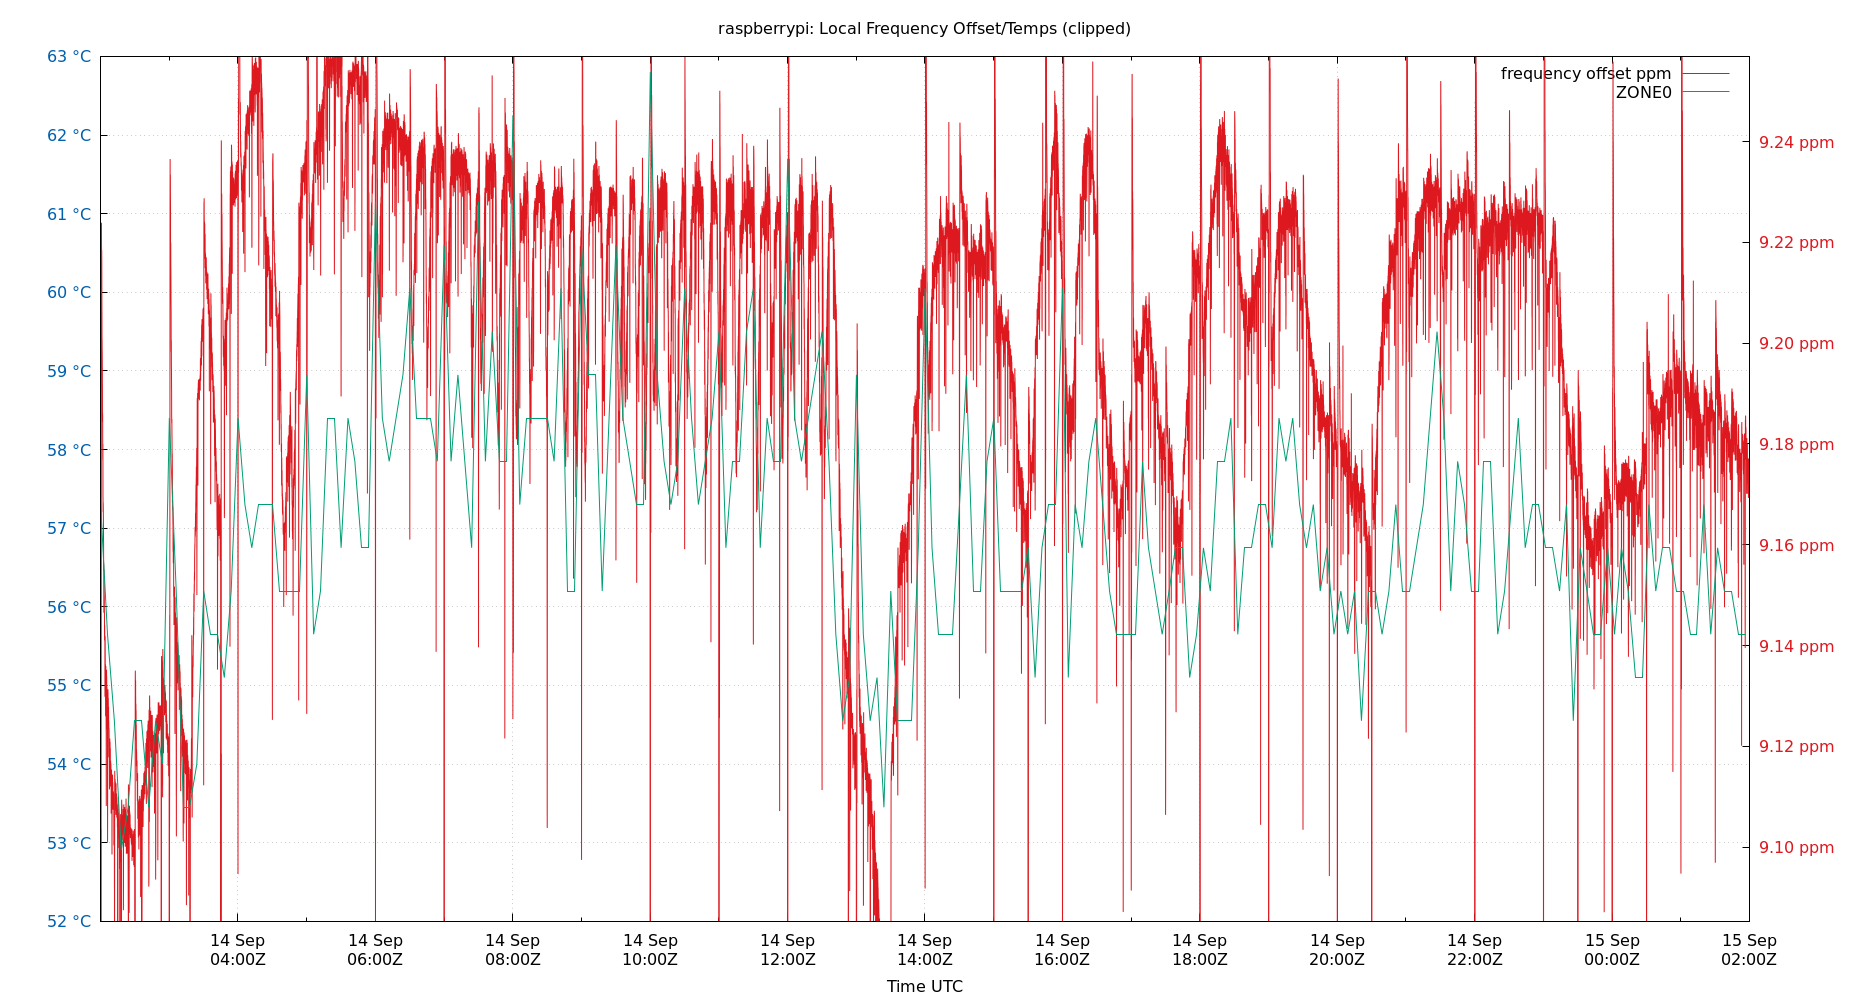 raspberrypi: Local Frequency Offset/Temps (clipped)
63 °C
62 °C
61 °C
60 °C
59 °C
58 °C
57 °C
56 °C
55 °C
54 °C
53 °C
52 °C
frequency offset ppm
ZONE0
9.24 ppm
9.22 ppm
9.20 ppm
9.18 ppm
9.16 ppm
9.14 ppm
9.12 ppm
9.10 ppm
14 Sep 14 Sep 14 Sep 14 Sep 14 Sep 14 Sep 14 Sep 14 Sep 14 Sep 14 Sep 15 Sep 15 Sep
04:00Z 06:00Z 08:00Z 10:00Z 12:00Z 14:00Z 16:00Z 18:00Z 20:00Z 22:00Z 00:00Z 02:00Z
Time UTC